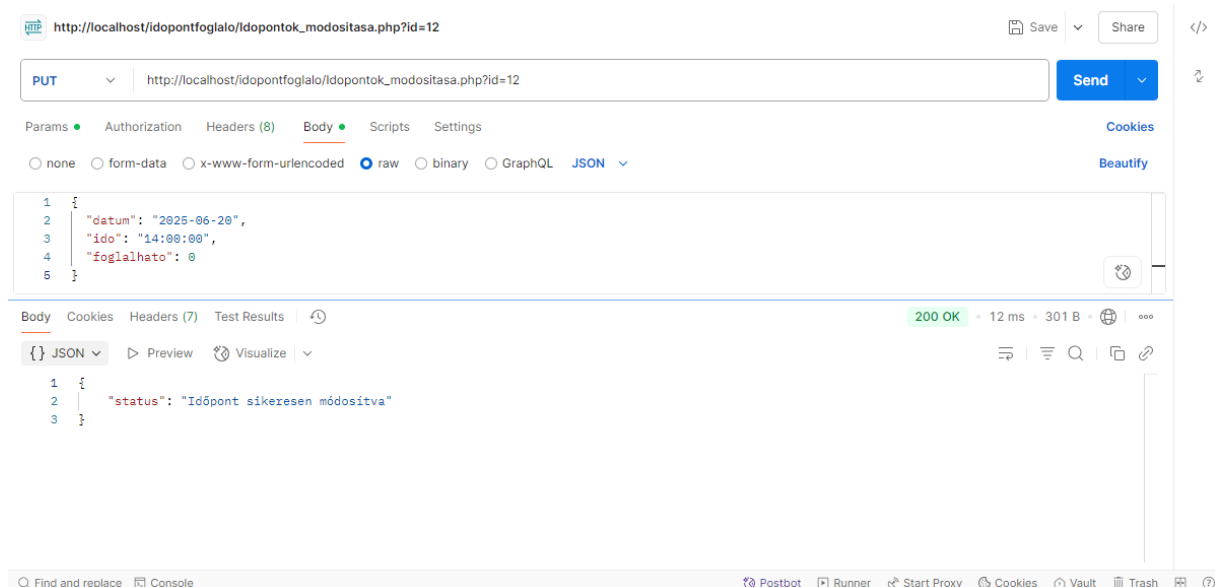 HTTP http://localhost/idopontfoglalo/Idopontok_modositasa.php?id=12 Save Share </>
PUT http://localhost/idopontfoglalo/Idopontok_modositasa.php?id=12 Send
Params Authorization Headers (8) Body Scripts Settings Cookies
none form-data x-www-form-urlencoded raw binary GraphQL JSON Beautify
1 {
2 "datum": "2025-06-20",
3 "ido": "14:00:00",
4 "foglalhato": 0
5 }
Body Cookies Headers (7) Test Results 200 OK • 12 ms • 301 B •
{} JSON Preview Visualize
1 {
2 "status": "Időpont sikeresen módosítva"
3 }
Find and replace Console Postbot Runner Start Proxy Cookies Vault Trash